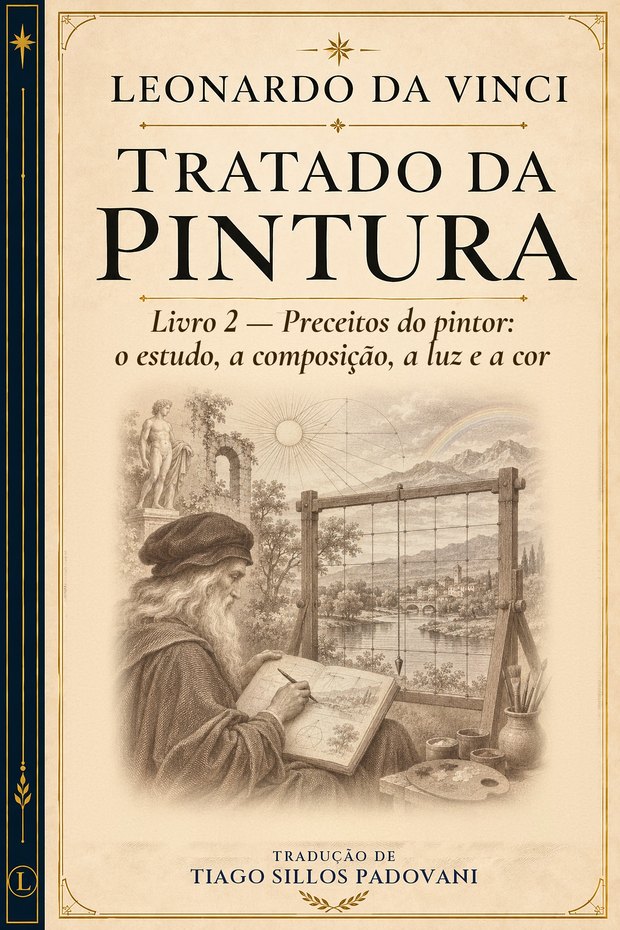 LEONARDO DA VINCI
TRATADO DA
PINTURA
Livro 2 — Preceitos do pintor:
o estudo, a composição, a luz e a cor
TRADUÇÃO DE
TIAGO SILLOS PADOVANI
L